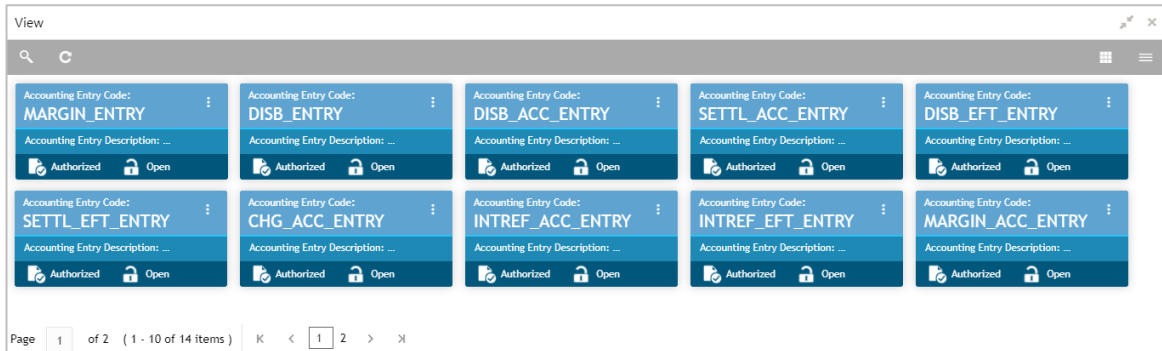 View
Accounting Entry Code: Accounting Entry Code: Accounting Entry Code: Accounting Entry Code: Accounting Entry Code:
MARGIN_ENTRY DISB_ENTRY DISB_ACC_ENTRY SETTL_ACC_ENTRY DISB_EFT_ENTRY
Accounting Entry Description: ... Accounting Entry Description: ... Accounting Entry Description: ... Accounting Entry Description: ... Accounting Entry Description: ...
Authorized Open Authorized Open Authorized Open Authorized Open Authorized Open
Accounting Entry Code: Accounting Entry Code: Accounting Entry Code: Accounting Entry Code: Accounting Entry Code:
SETTL_EFT_ENTRY CHG_ACC_ENTRY INTREF_ACC_ENTRY INTREF_EFT_ENTRY MARGIN_ACC_ENTRY
Accounting Entry Description: ... Accounting Entry Description: ... Accounting Entry Description: ... Accounting Entry Description: ... Accounting Entry Description: ...
Authorized Open Authorized Open Authorized Open Authorized Open Authorized Open
Page 1 of 2 ( 1 - 10 of 14 items ) 1 2